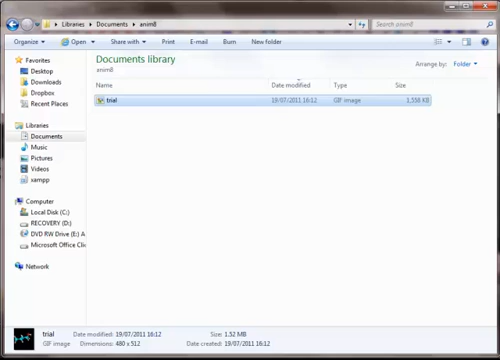 Libraries ▸ Documents ▸ anim8
Search anim8
Organize Open Share with Print E-mail Burn New folder
Favorites
Desktop
Downloads
Dropbox
Recent Places
Libraries
Documents
Music
Pictures
Videos
xampp
Computer
Local Disk (C:)
RECOVERY (D:)
DVD RW Drive (E:) A
Microsoft Office Clic
Network
Documents library
anim8
Arrange by: Folder
Name Date modified Type Size
trial 19/07/2011 16:12 GIF image 1,558 KB
trial Date modified: 19/07/2011 16:12 Size: 1.52 MB
GIF image Dimensions: 480 x 512 Date created: 19/07/2011 16:12